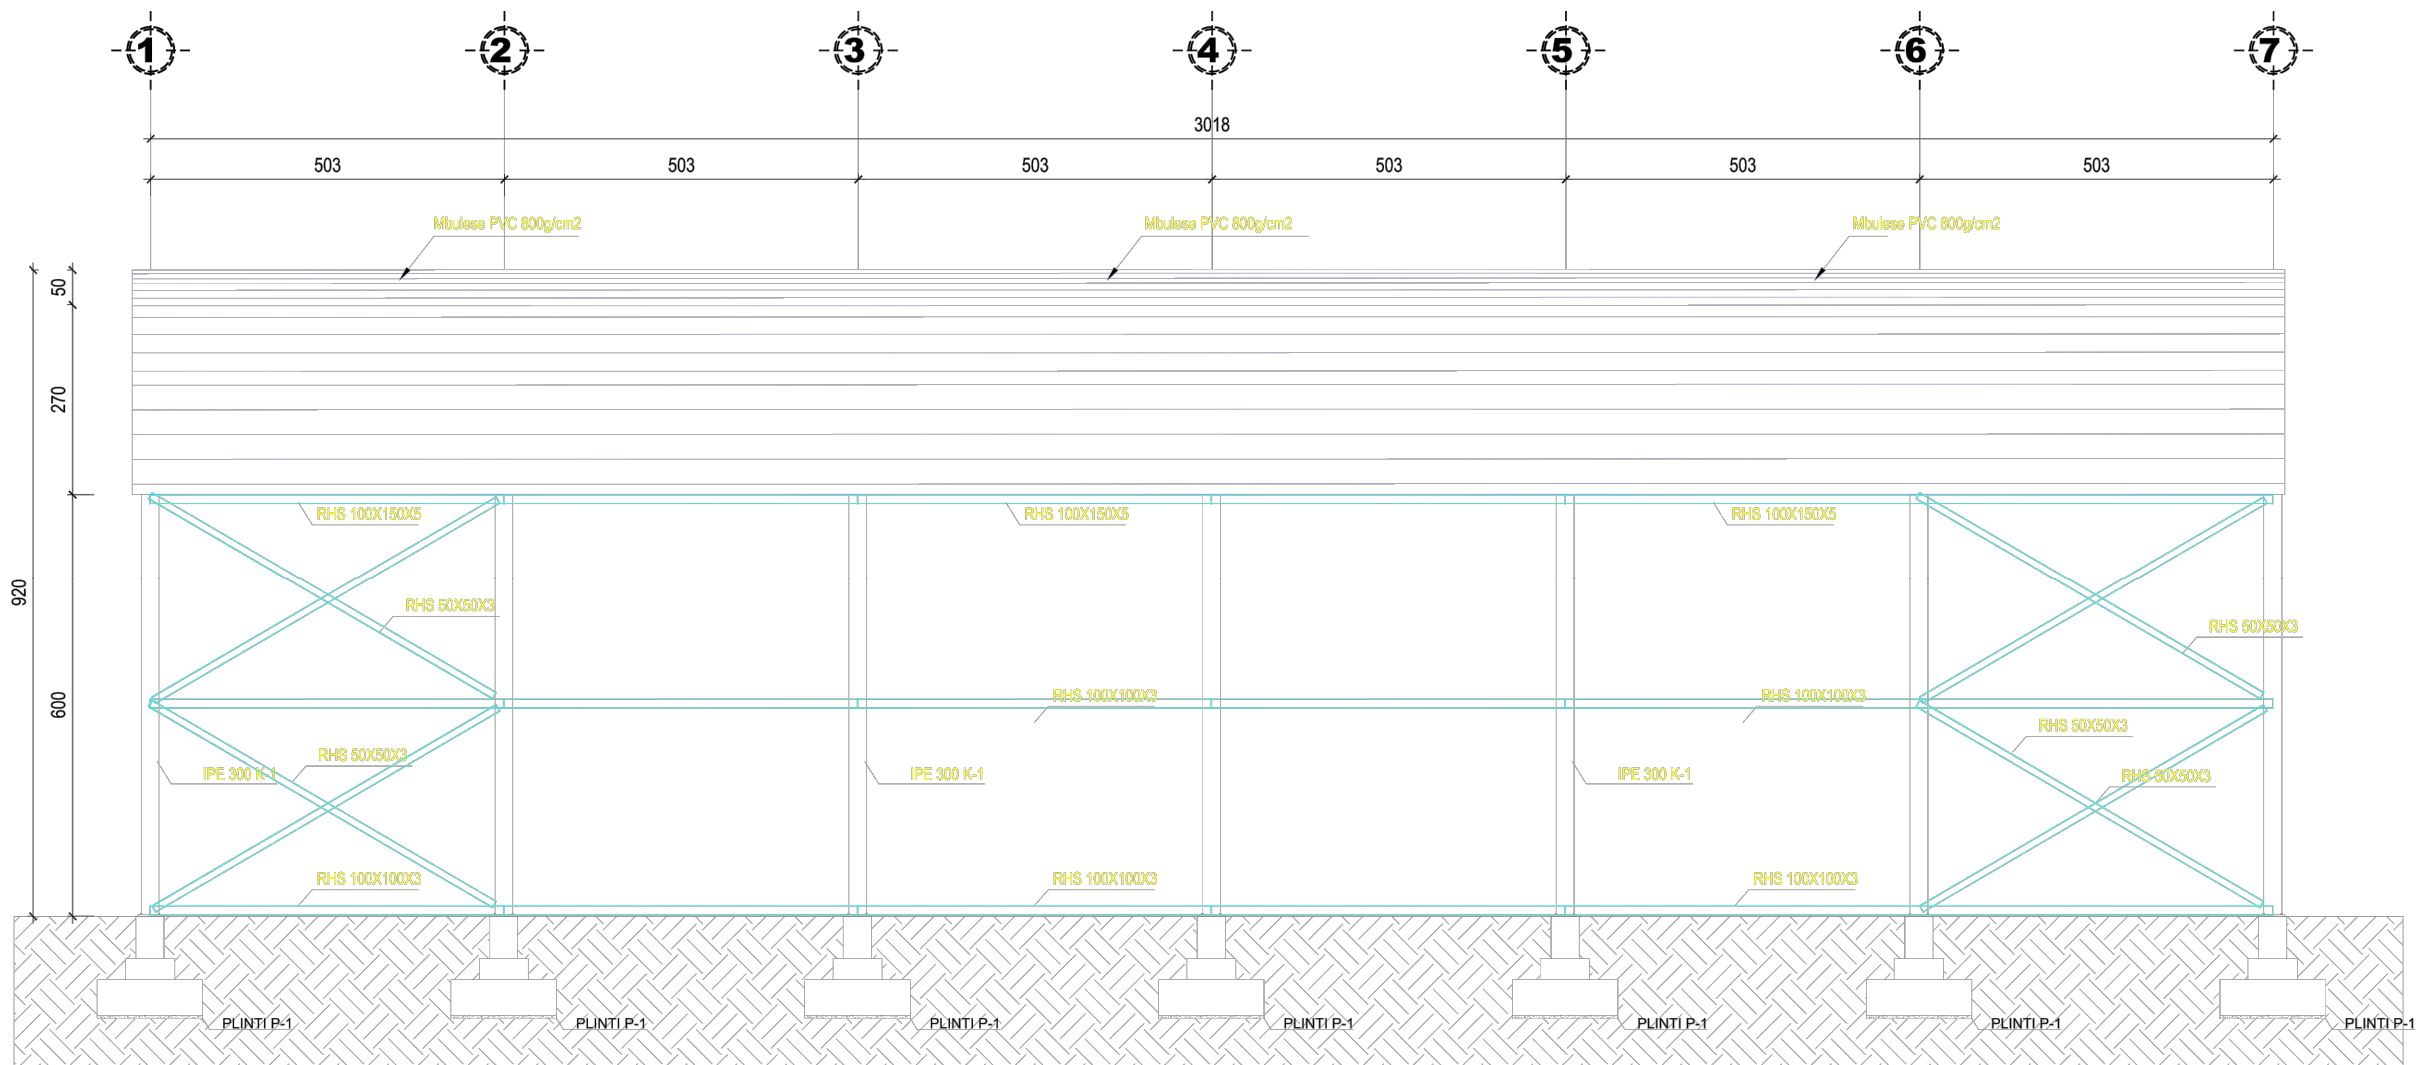 1 2 3 4 5 6 7
3018
503 503 503 503 503 503
Mbulese PVC 800g/cm2 Mbulese PVC 800g/cm2 Mbulese PVC 800g/cm2
50
270
920
600
RHS 100X150X5 RHS 100X150X5 RHS 100X150X5
RHS 50X50X3
RHS 50X50X3
RHS 100X100X3 RHS 100X100X3
RHS 50X50X3
RHS 50X50X3
IPE 300 K-1 IPE 300 K-1 IPE 300 K-1
RHS 50X50X3
RHS 100X100X3 RHS 100X100X3 RHS 100X100X3
PLINTI P-1 PLINTI P-1 PLINTI P-1 PLINTI P-1 PLINTI P-1 PLINTI P-1 PLINTI P-1